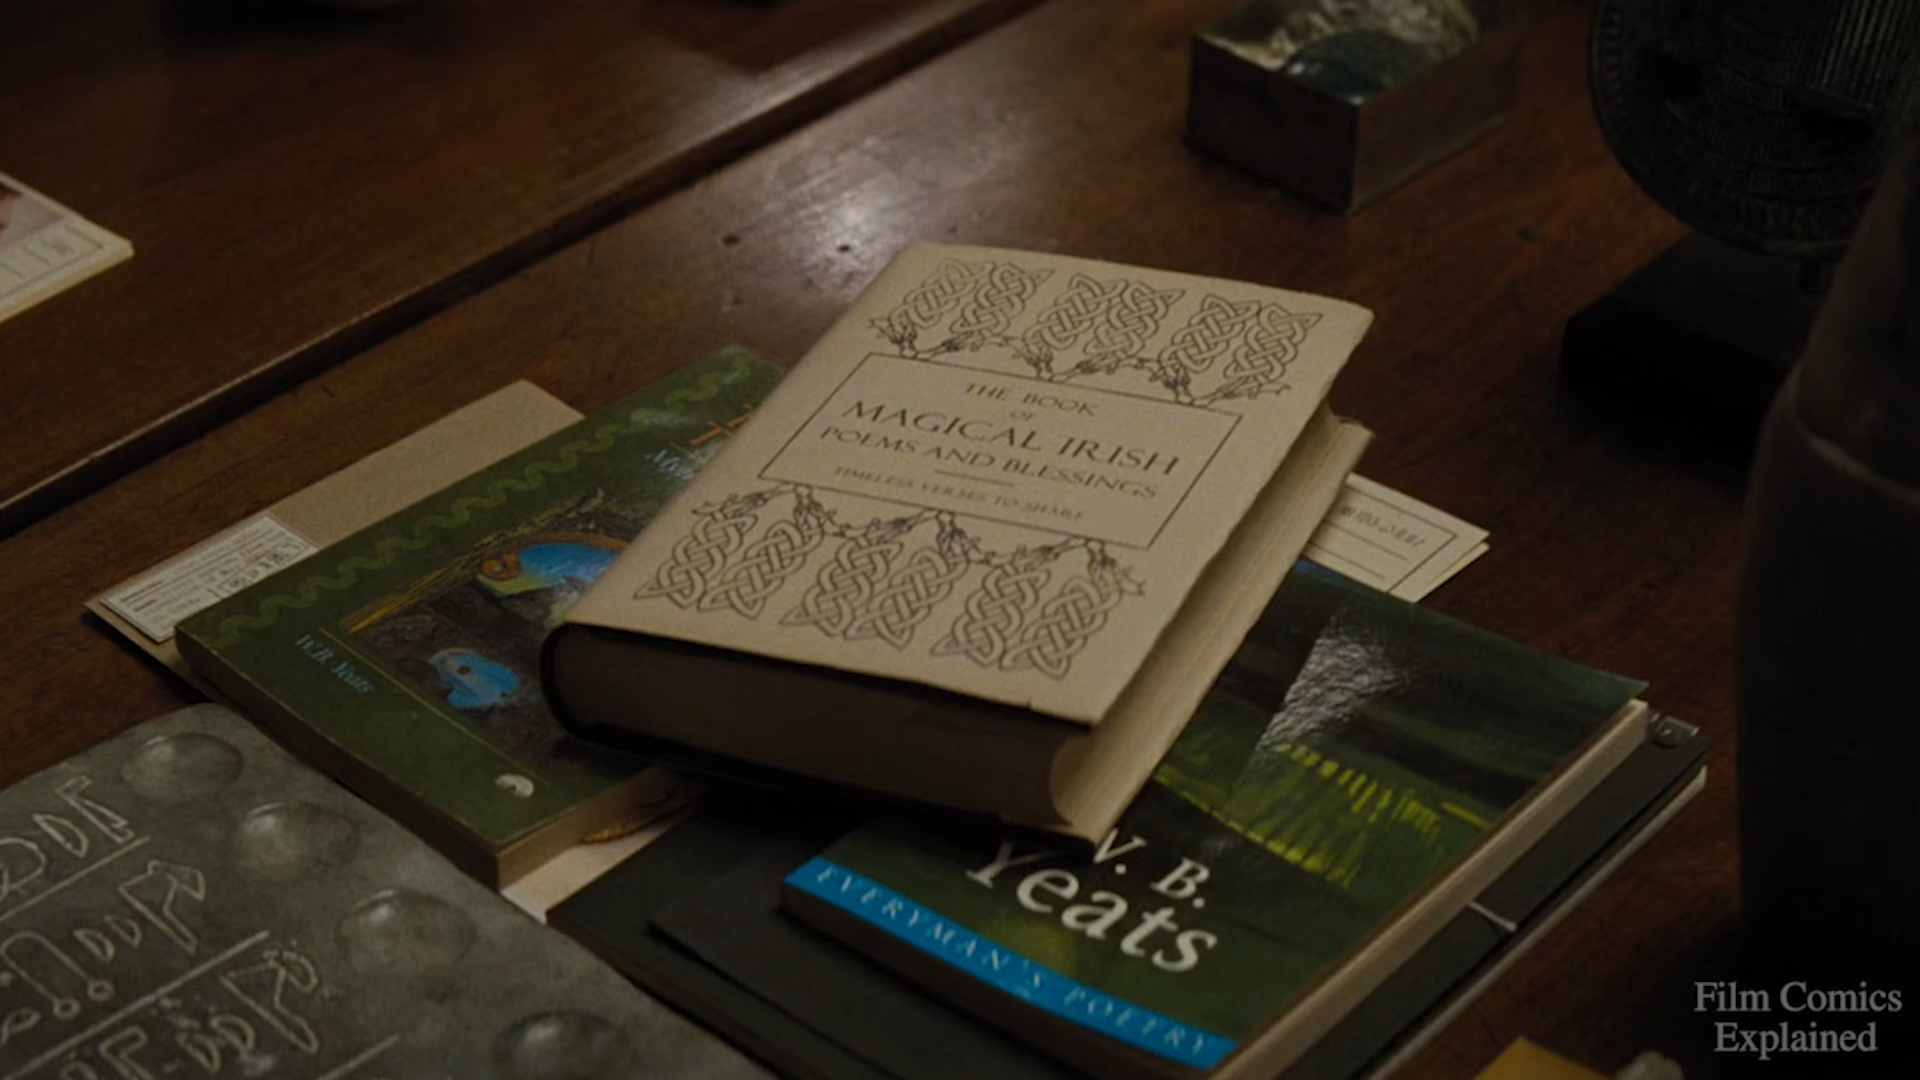 THE BOOK
OF
MAGICAL IRISH
POEMS AND BLESSINGS
TIMELESS VERSES TO SHARE
W.B. Yeats
W. B.
Yeats
EVERYMAN'S POETRY
Film Comics
Explained